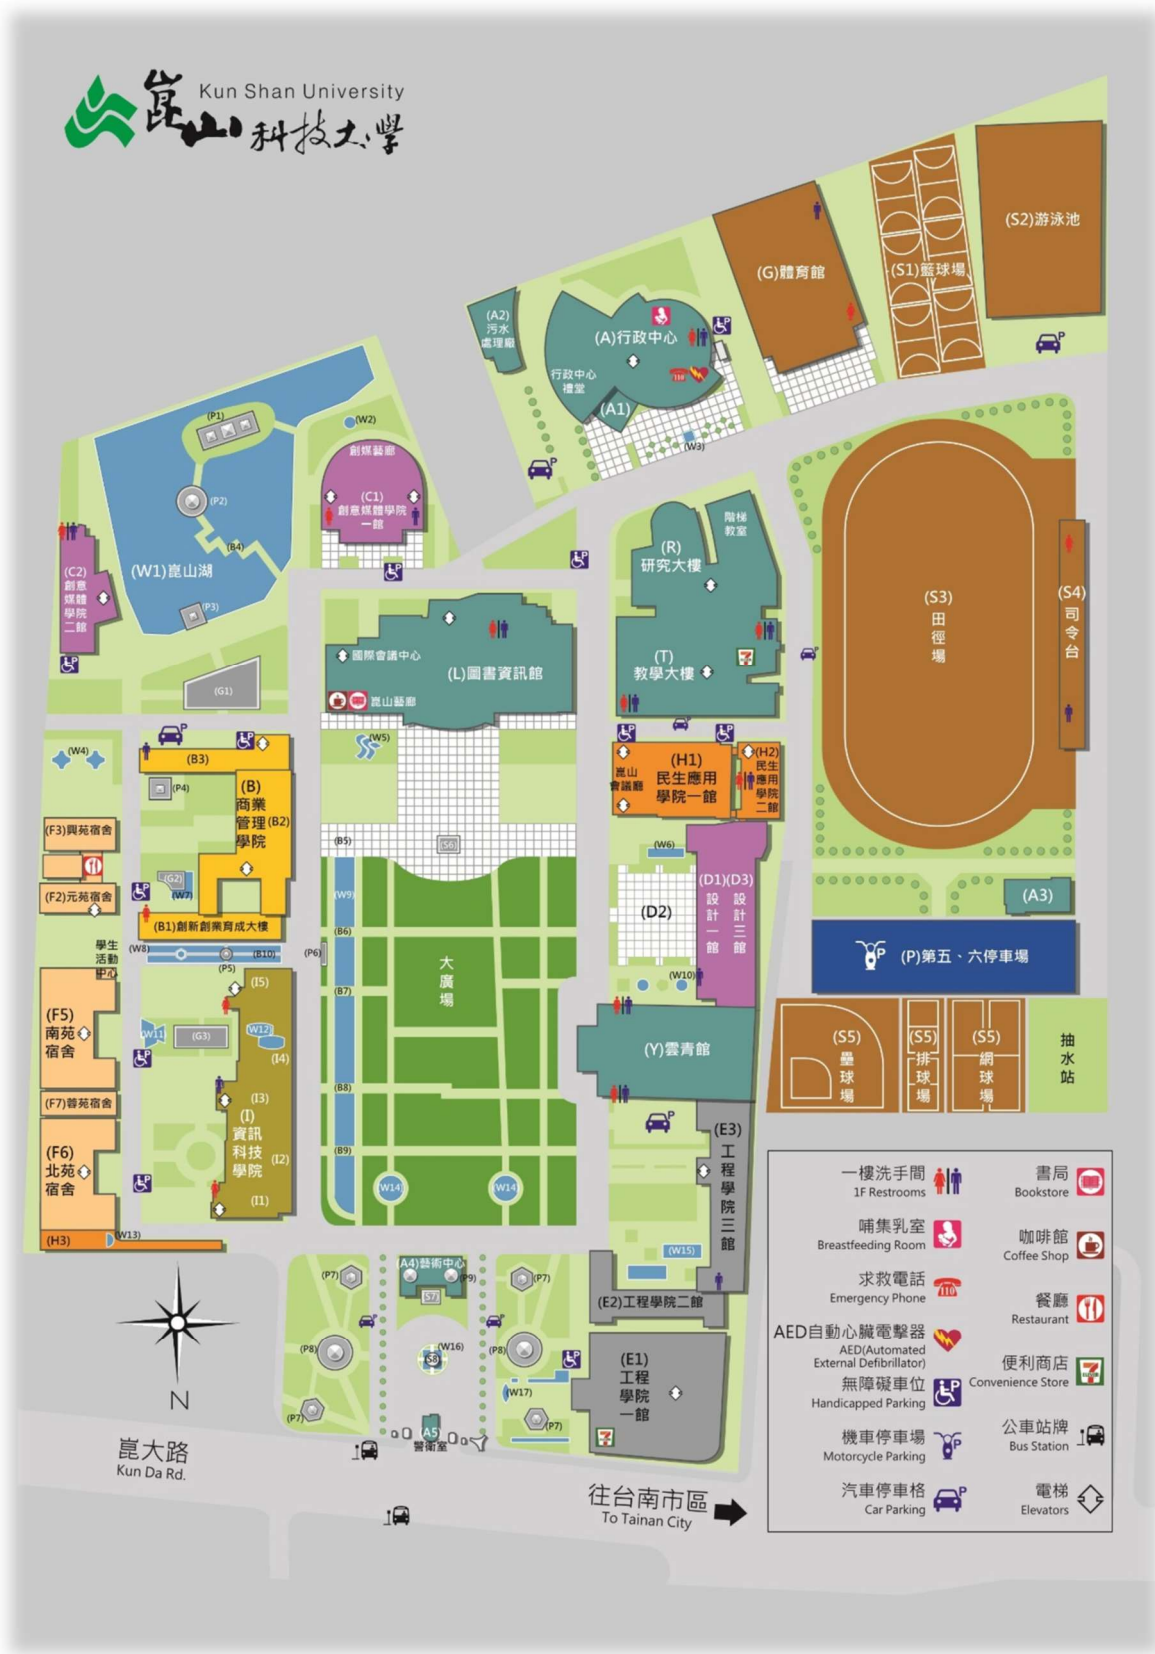 Kun Shan University
崑山科技大學
(S2)游泳池
(S1)籃球場
(G)體育館
(A2)
污水
處理廠
(A)行政中心
行政中心
禮堂
(A1)
(W3)
(P1)
(W2)
創媒藝廊
(C1)
創意媒體學院
一館
(P2)
(B4)
(W1)崑山湖
(C2)
創意
媒體
學院
二館
(P3)
(G1)
(R)
研究大樓
階梯
教室
(T)
教學大樓
(S3)
田徑場
(S4)
司令台
國際會議中心
(L)圖書資訊館
崑山藝廊
(W5)
(W4)
(B3)
(P4)
(B)
商業
管理
學院
(B2)
(F3)興苑宿舍
(F2)元苑宿舍
(G2)
(W7)
(B1)創新創業育成大樓
(H1)
民生應用
學院一館
崑山
會議廳
(H2)
民生
應用
學院
二館
(B5)
(S6)
(W6)
(D1)
設計一館
(D3)
設計三館
(D2)
(A3)
(W9)
(B6)
(P)第五、六停車場
學生
活動
中心
(W8)
(B10)
(P5)
(P6)
大廣場
(B7)
(W10)
(I5)
(F5)
南苑
宿舍
(W11)
(G3)
(W12)
(I4)
(Y)雲青館
(S5)
壘球場
(S5)
排球場
(S5)
網球場
抽水站
(F7)蓉苑宿舍
(I3)
(B8)
(I)
資訊
科技
學院
(I2)
(F6)
北苑
宿舍
(B9)
(E3)
工程學院三館
(I1)
(W14)
(W14)
(H3)
(W13)
(W15)
(A4)藝術中心
(P9)
(P7)
(P7)
(S7)
(E2)工程學院二館
(P8)
(W16)
(S8)
(P8)
(E1)
工程
學院
一館
(W17)
(P7)
(P7)
(A5)
警衛室
N
崑大路
Kun Da Rd.
往台南市區
To Tainan City
一樓洗手間
1F Restrooms
哺集乳室
Breastfeeding Room
求救電話
Emergency Phone
110
AED自動心臟電擊器
AED(Automated
External Defibrillator)
無障礙車位
Handicapped Parking
機車停車場
Motorcycle Parking
汽車停車格
Car Parking
書局
Bookstore
咖啡館
Coffee Shop
餐廳
Restaurant
便利商店
Convenience Store
公車站牌
Bus Station
電梯
Elevators